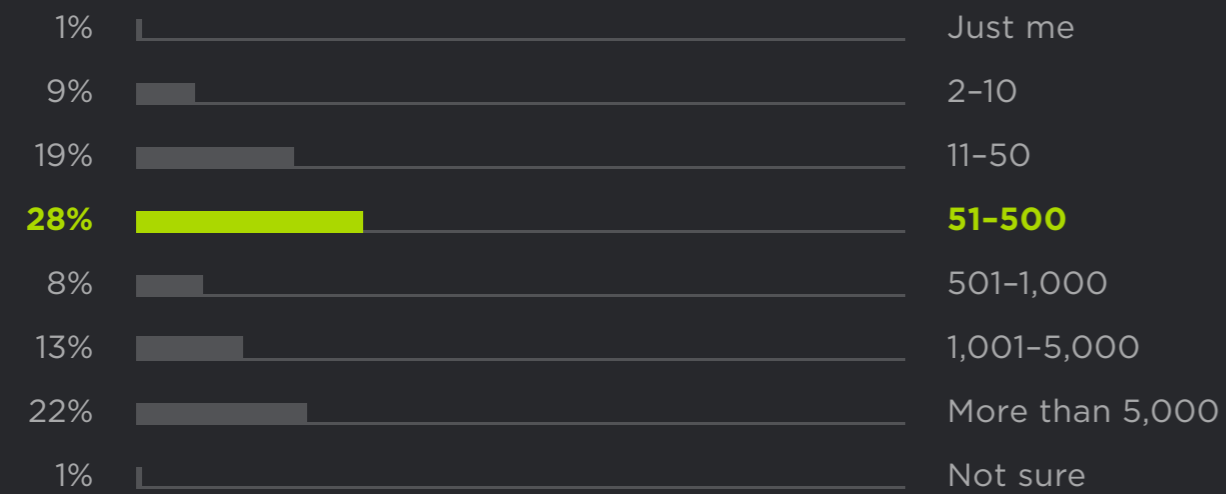 1% Just me
9% 2–10
19% 11–50
28% 51–500
8% 501–1,000
13% 1,001–5,000
22% More than 5,000
1% Not sure